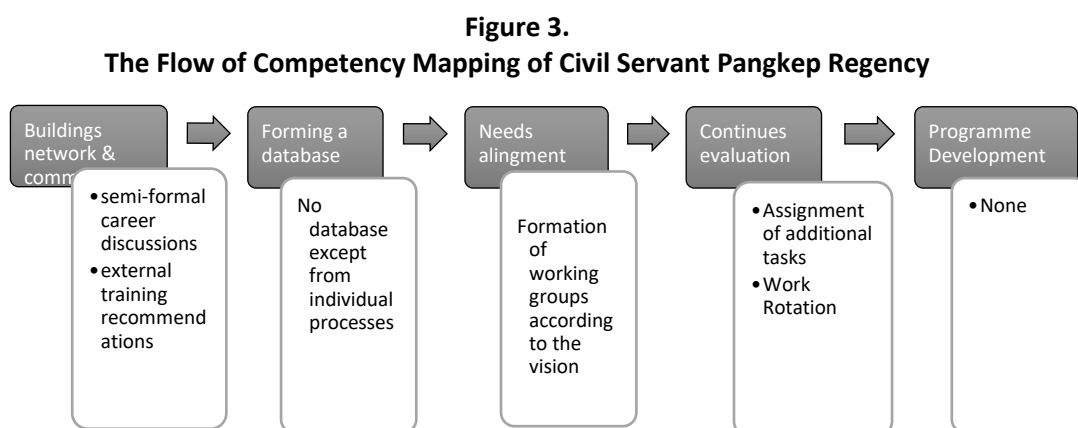 Figure 3.
The Flow of Competency Mapping of Civil Servant Pangkep Regency
Buildings
network &
•semi-formal
career
discussions
•external
training
recommend
ations
Forming a
database
No
database
except
from
individual
processes
Needs
alingment
Formation
of
working
groups
according
to the
vision
Continues
evaluation
•Assignment
of additional
tasks
•Work
Rotation
Programme
Development
•None